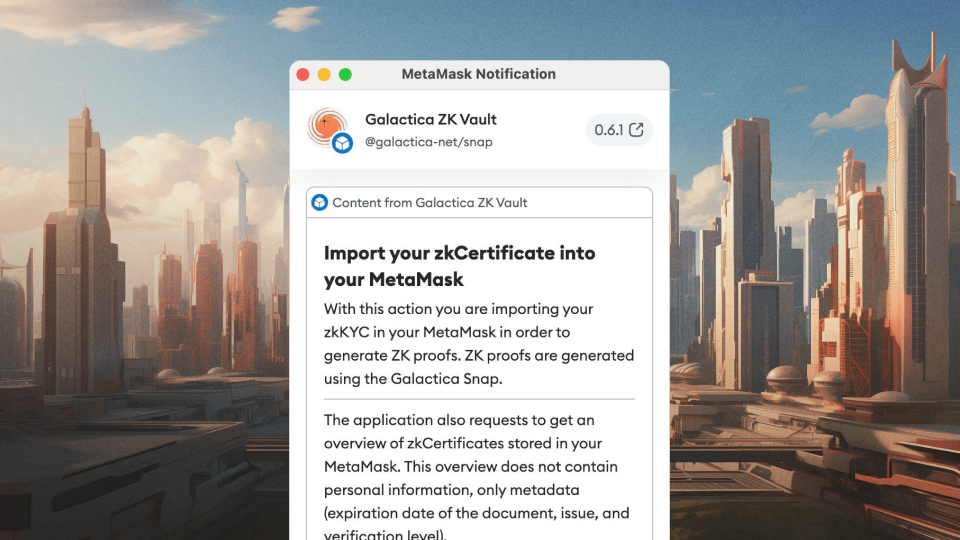 MetaMask Notification
Galactica ZK Vault
@galactica-net/snap
0.6.1
Content from Galactica ZK Vault
Import your zkCertificate into
your MetaMask
With this action you are importing your
zkKYC in your MetaMask in order to
generate ZK proofs. ZK proofs are generated
using the Galactica Snap.
The application also requests to get an
overview of zkCertificates stored in your
MetaMask. This overview does not contain
personal information, only metadata
(expiration date of the document, issue, and
verification level).